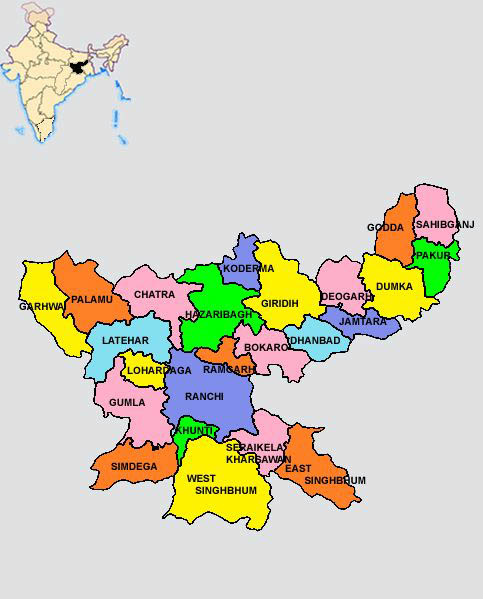 GODDA
SAHIBGANJ
PAKUR
KODERMA
DUMKA
GARHWA
PALAMU
CHATRA
GIRIDIH
DEOGARH
HAZARIBAGH
JAMTARA
LATEHAR
BOKARO
DHANBAD
LOHARDAGA
RAMGARH
GUMLA
RANCHI
KHUNTI
SERAIKELA
KHARSAWAN
SIMDEGA
EAST
SINGHBHUM
WEST
SINGHBHUM